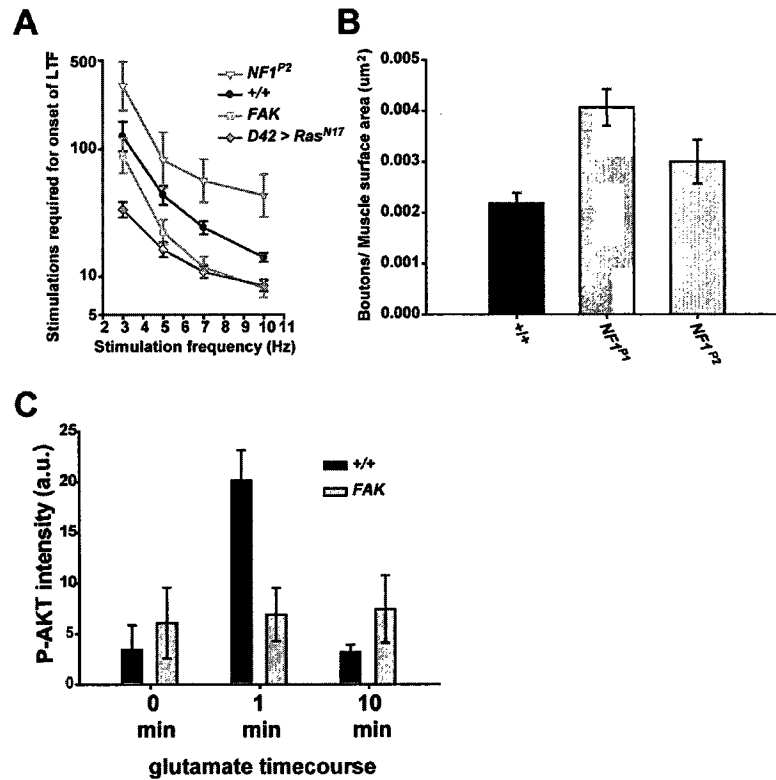 A
Stimulations required for onset of LTF
500
100
10
5
2 3 4 5 6 7 8 9 10 11
Stimulation frequency (Hz)
NF1P2
+/+
FAK
D42 > RasN17
B
Boutons/ Muscle surface area (um2)
0.006
0.005
0.004
0.003
0.002
0.001
0.000
+/+
NF1P1
NF1P2
C
P-AKT intensity (a.u.)
25
20
15
10
5
0
+/+
FAK
0 min
1 min
10 min
glutamate timecourse